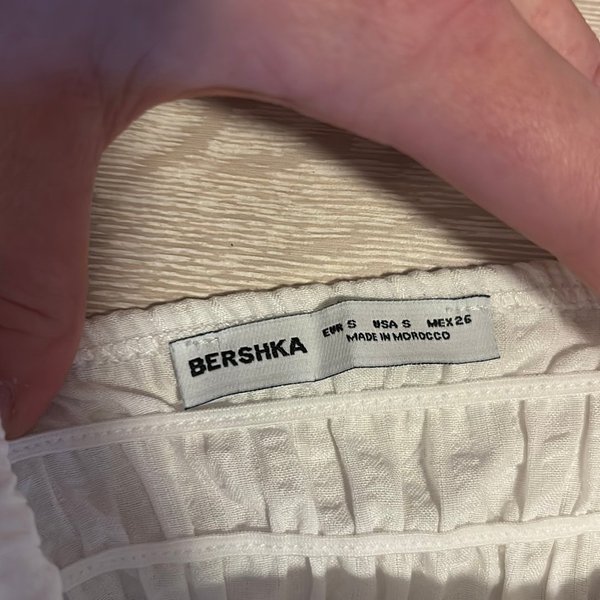 BERSHKA
EUR S USA S MEX 26
MADE IN MOROCCO